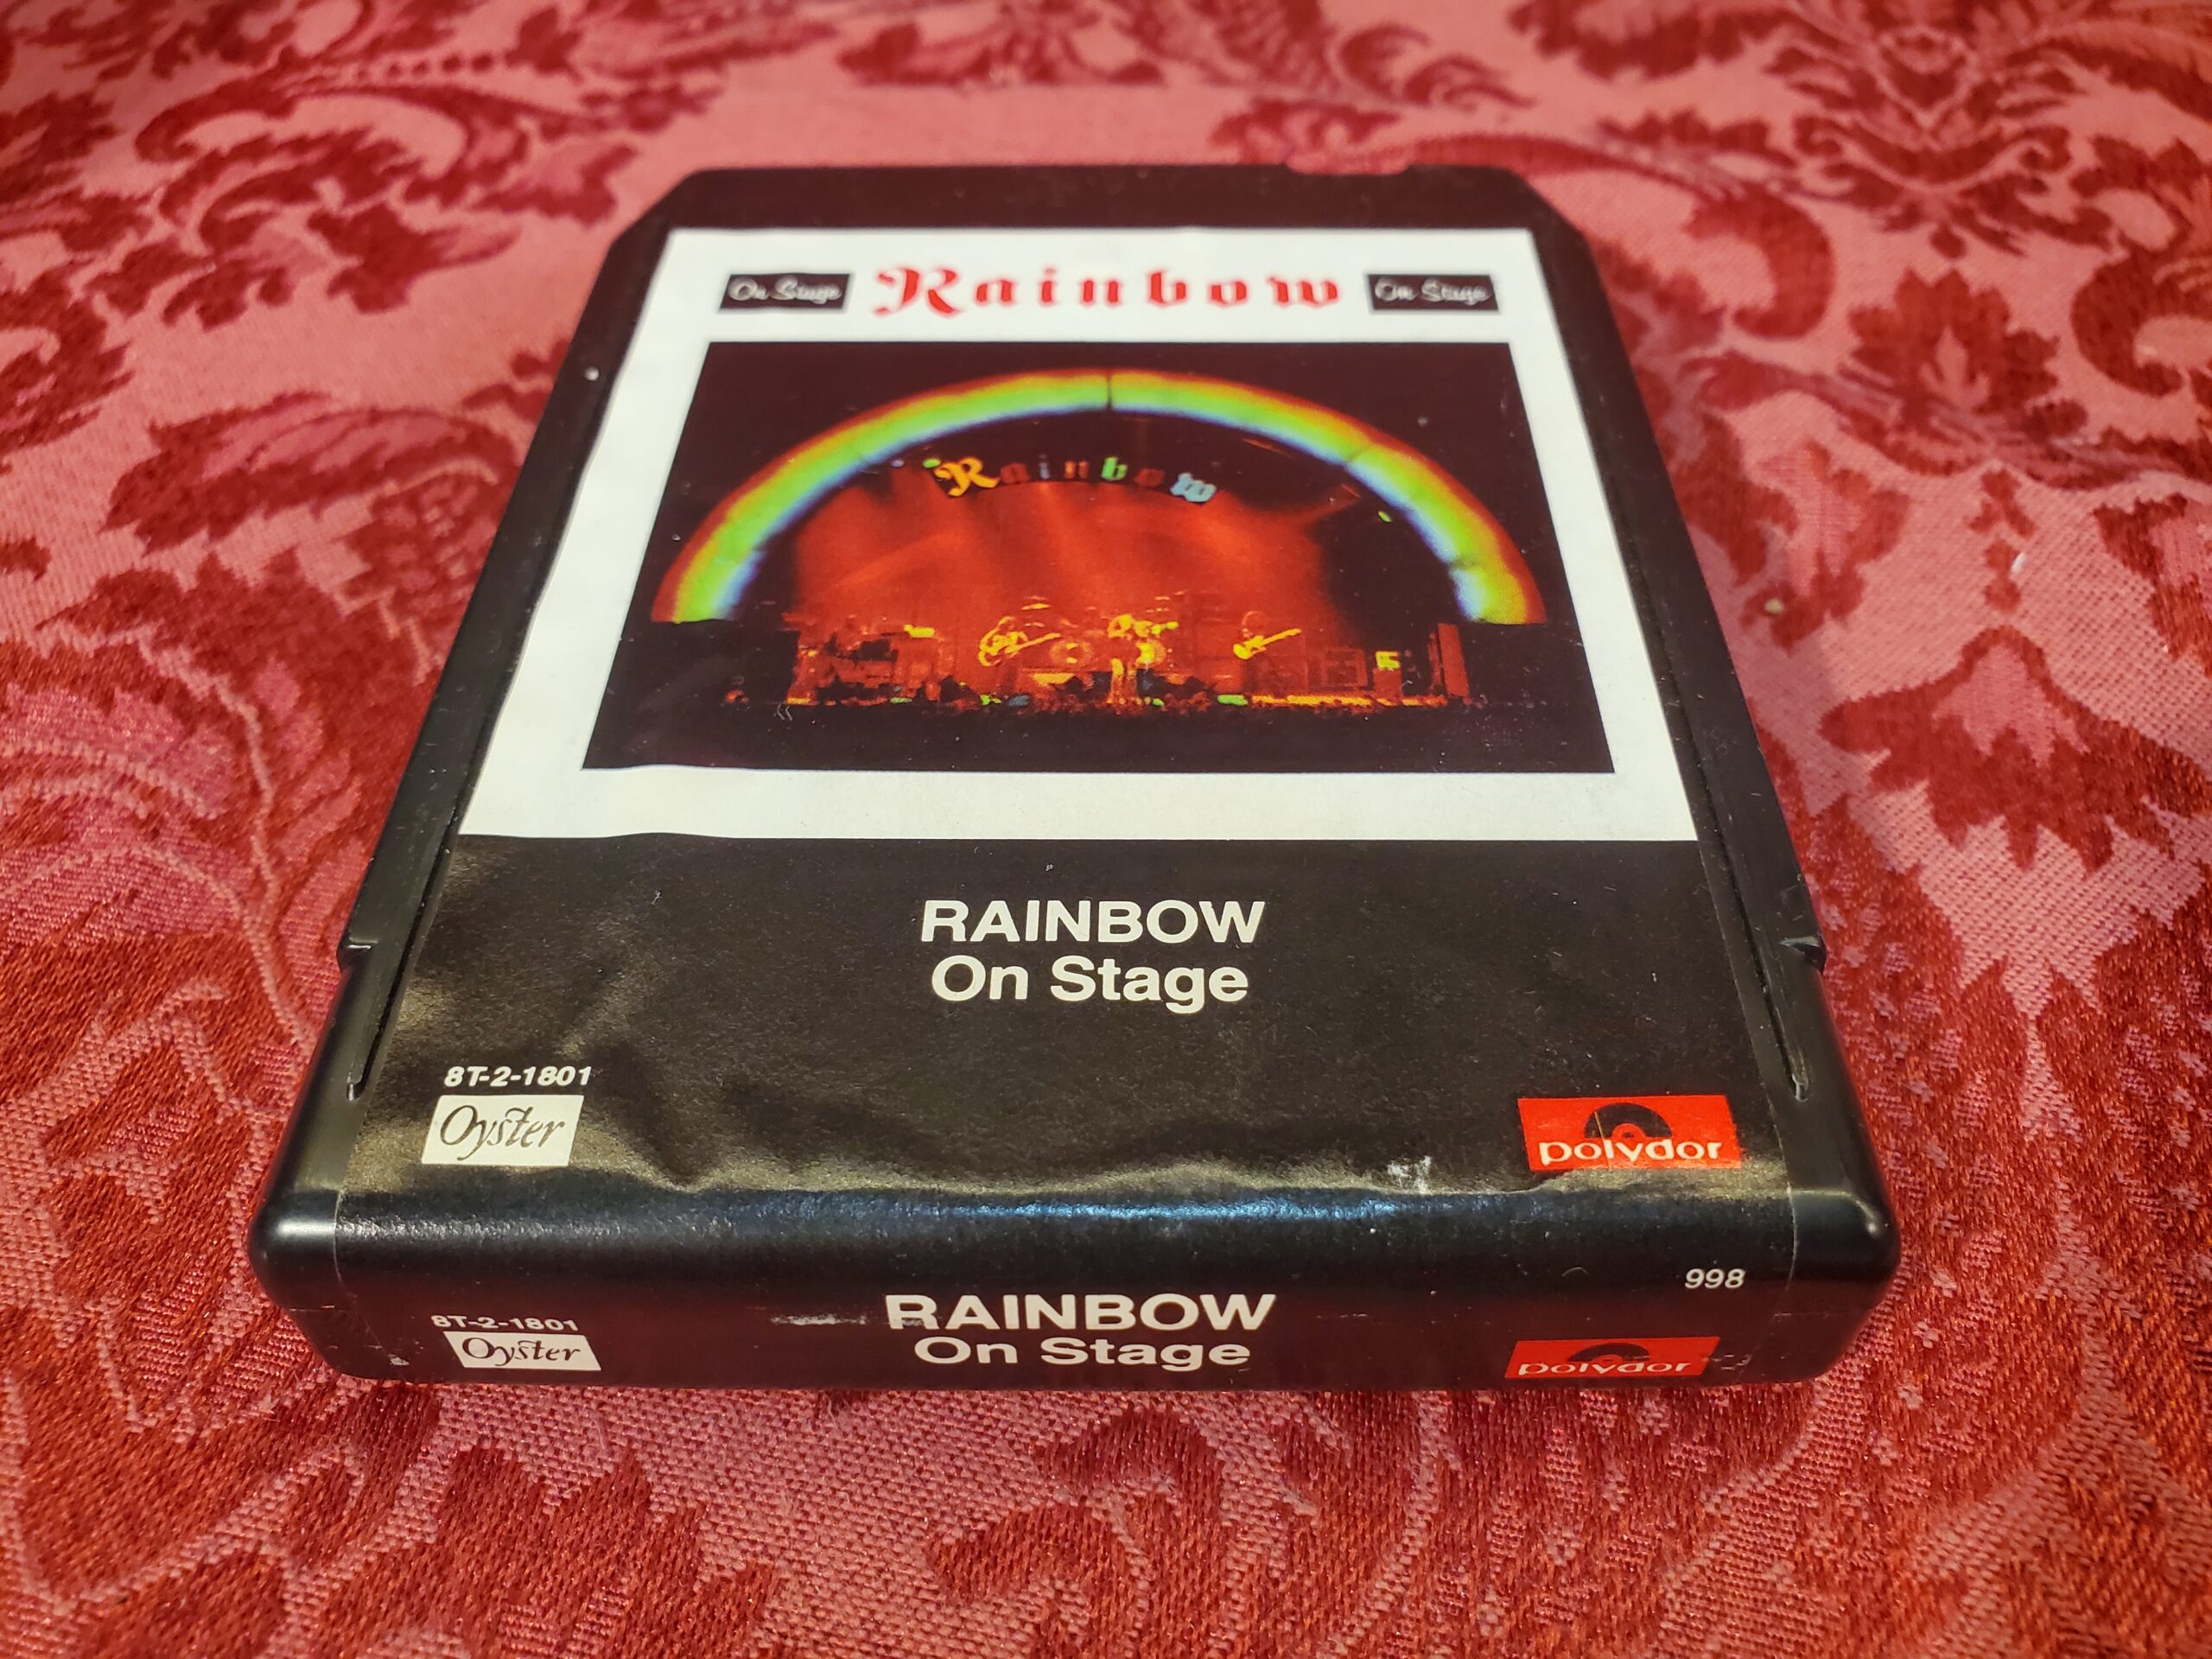 On Stage Rainbow On Stage
Rainbow
RAINBOW
On Stage
8T-2-1801
Oyster
polydor
998
8T-2-1801
RAINBOW
Oyster
On Stage
polydor